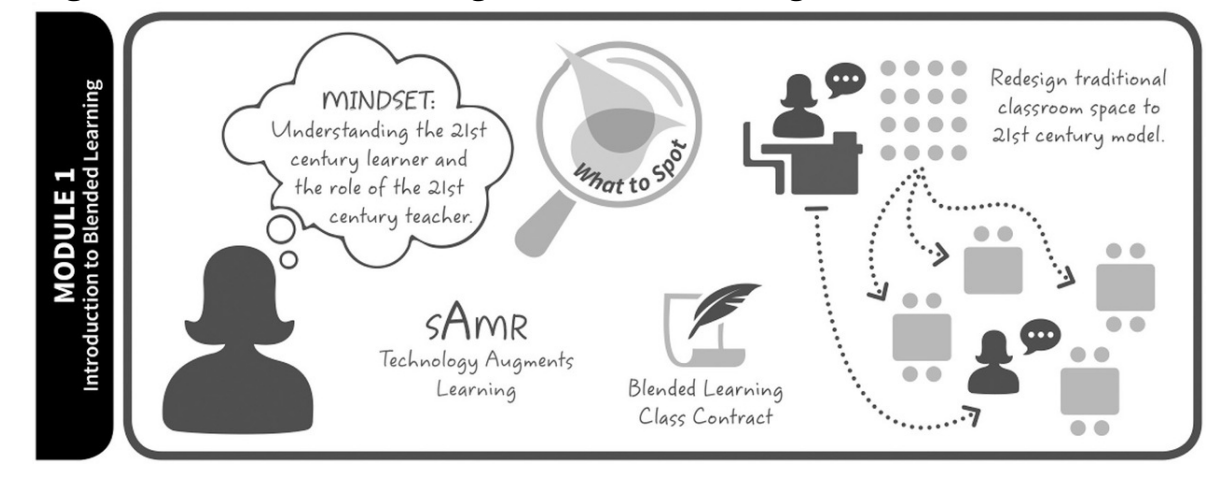 MODULE 1
Introduction to Blended Learning
MINDSET:
Understanding the 21st
century learner and
the role of the 21st
century teacher.
What to Spot
Redesign traditional
classroom space to
21st century model.
sAmR
Technology Augments
Learning
Blended Learning
Class Contract